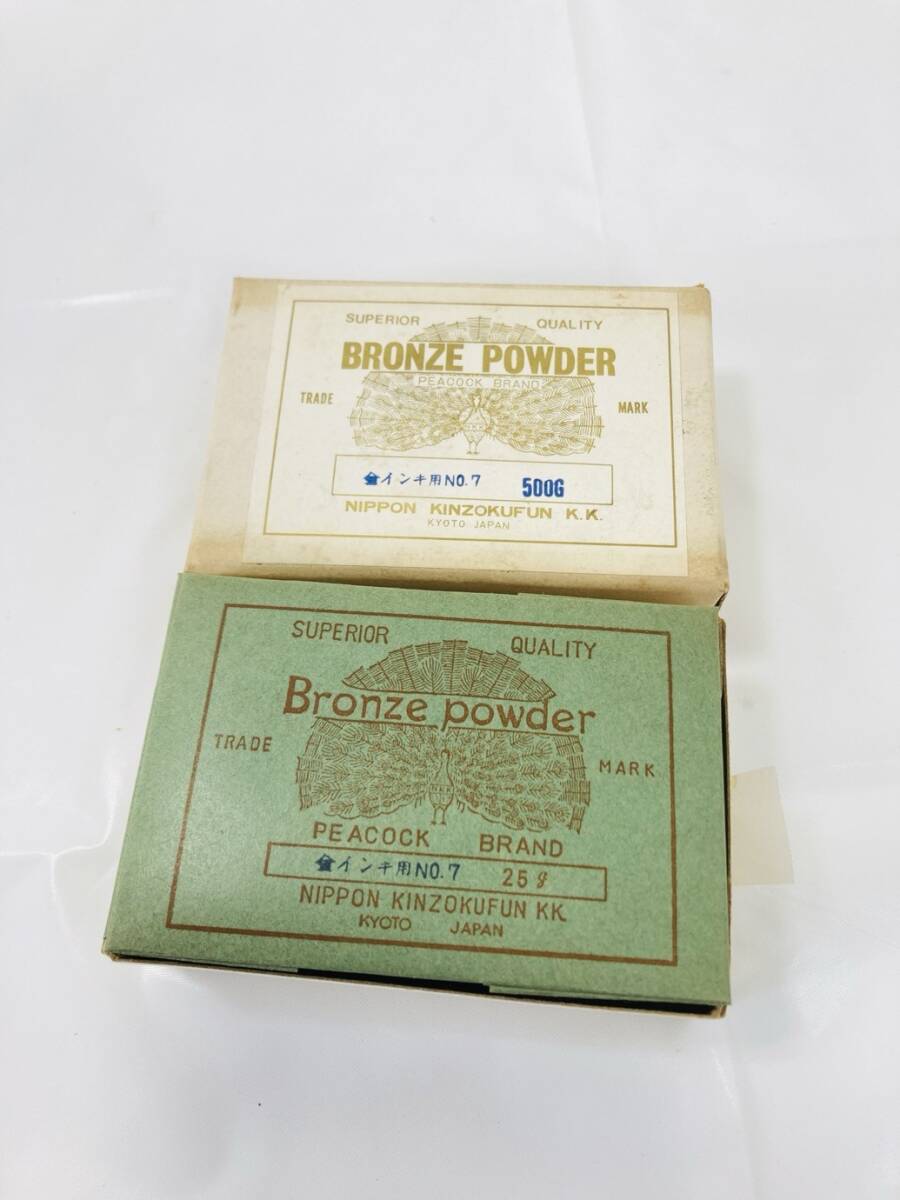 SUPERIOR QUALITY
BRONZE POWDER
PEACOCK BRAND
TRADE MARK
インキ用NO.7 500G
NIPPON KINZOKUFUN K.K.
KYOTO JAPAN
SUPERIOR QUALITY
Bronze powder
TRADE MARK
PEACOCK BRAND
インキ用NO.7 25g
NIPPON KINZOKUFUN KK.
KYOTO JAPAN